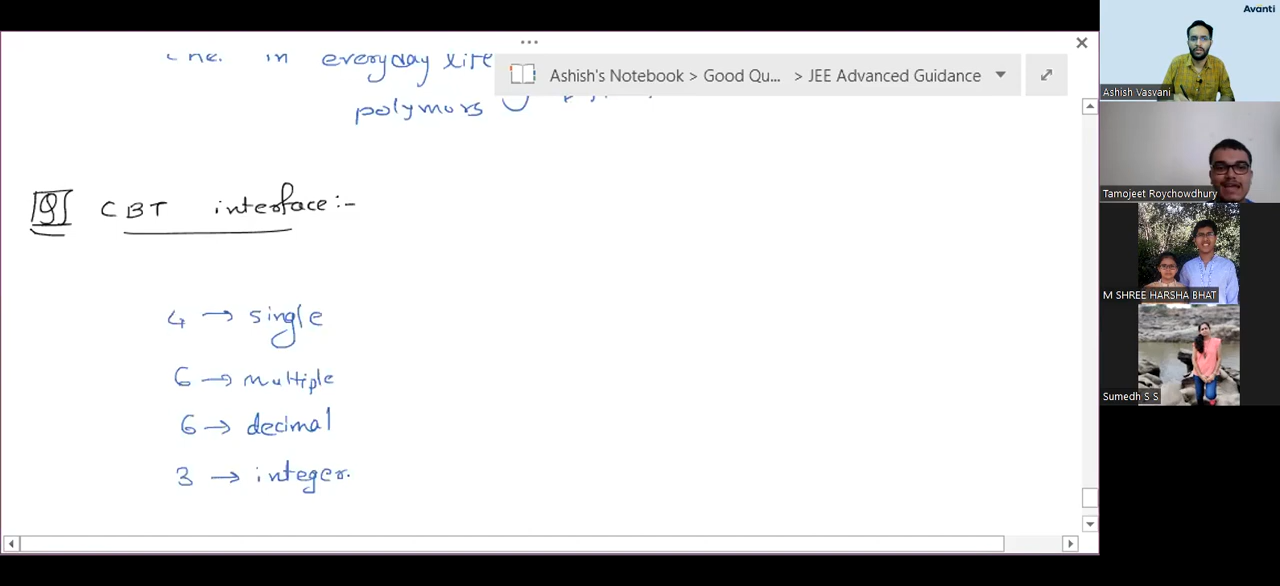 Avanti
...
in everyday life
Ashish's Notebook > Good Qu... > JEE Advanced Guidance
polymors
Ashish Vasvani
Tamojeet Roychowdhury
Q CBT interface:-
M SHREE HARSHA BHAT
4 → single
6 → multiple
Sumedh S S
6 → decimal
3 → integer.